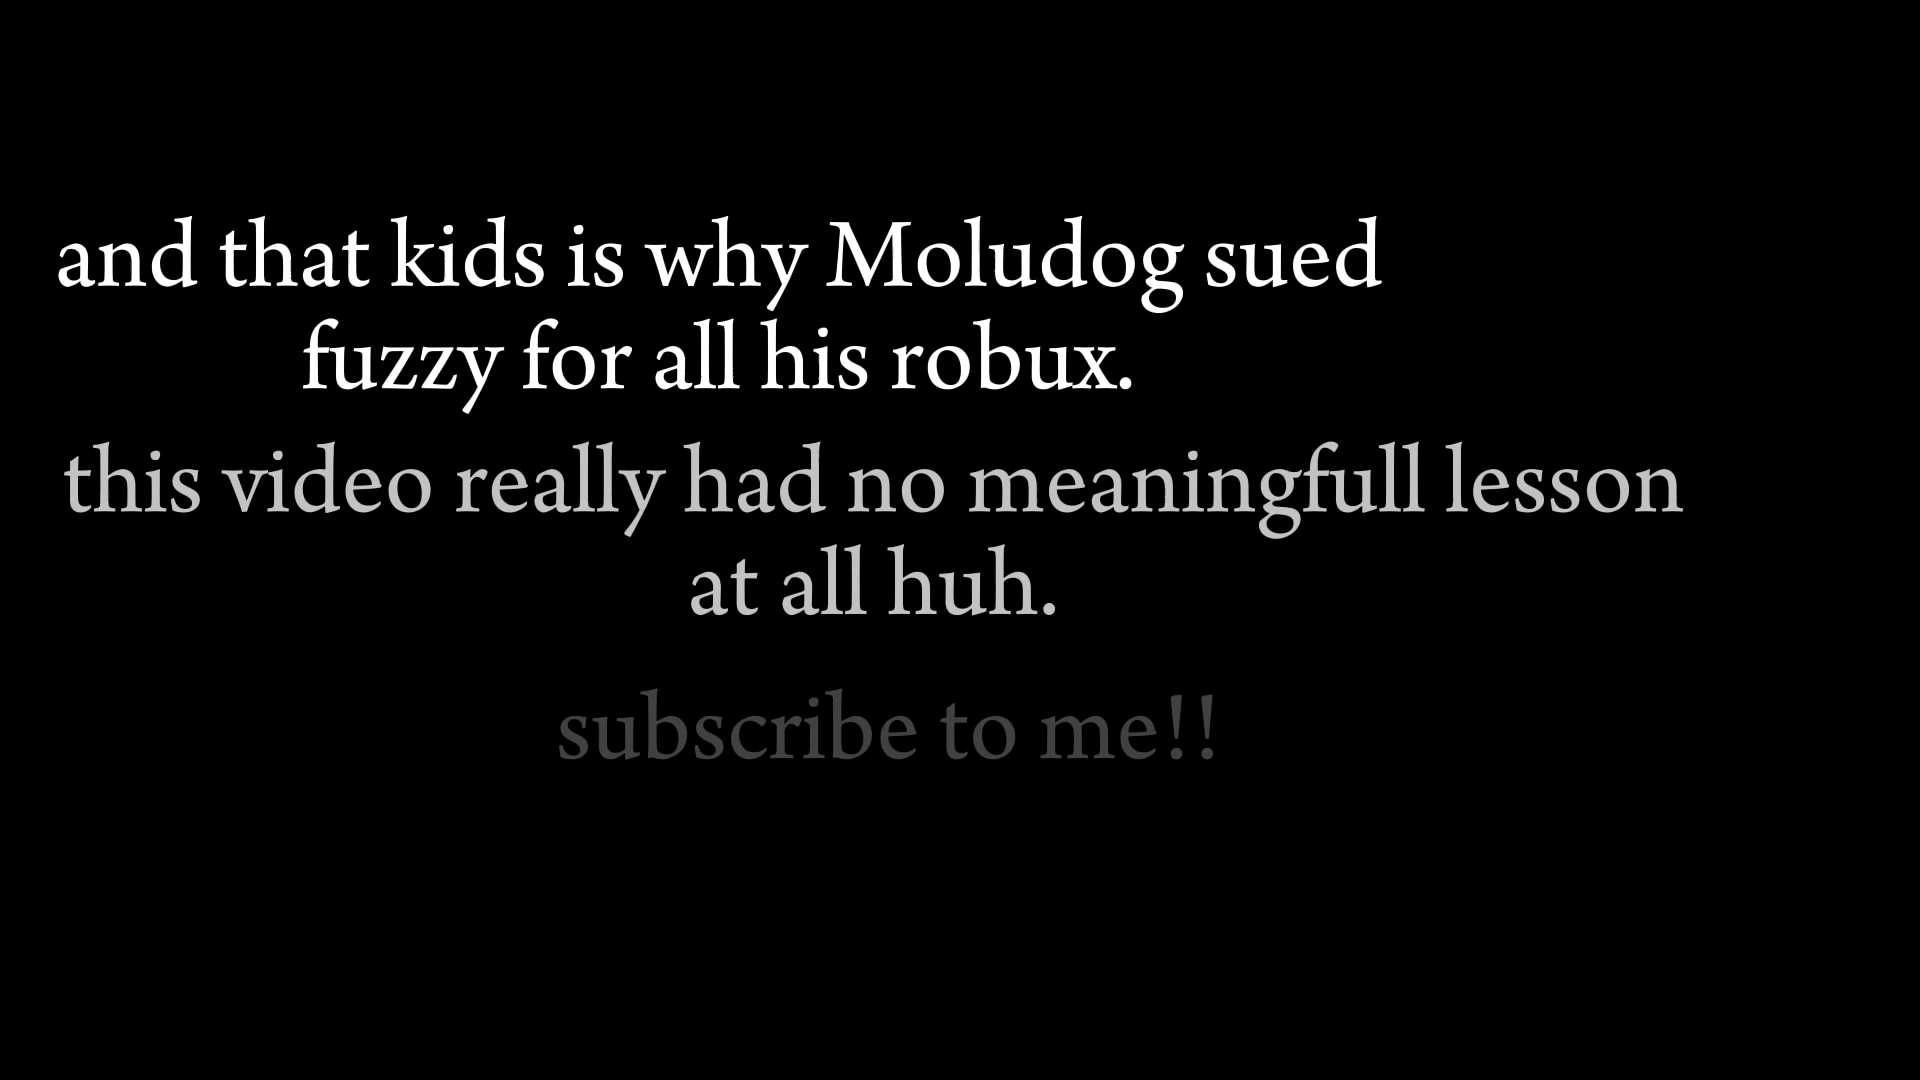 and that kids is why Moludog sued
fuzzy for all his robux.
this video really had no meaningfull lesson
at all huh.
subscribe to me!!